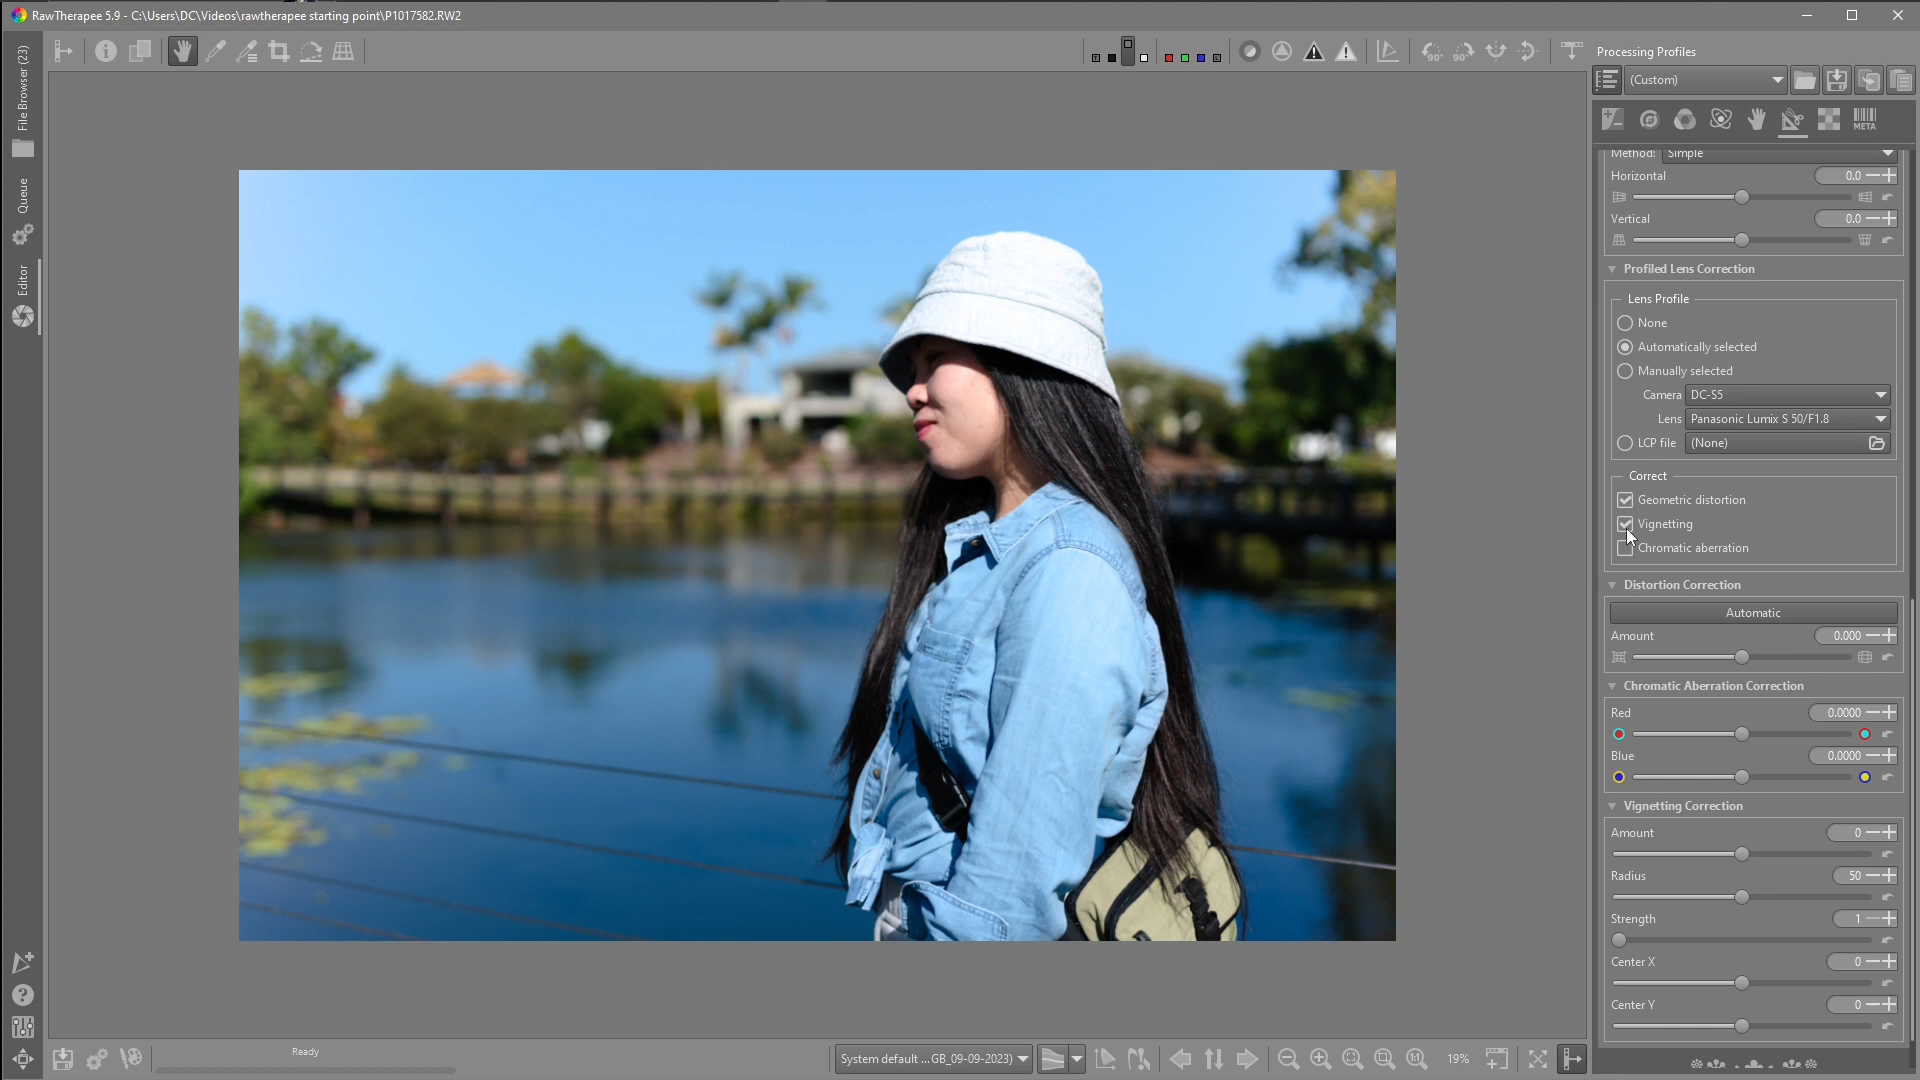 RawTherapee 5.9 - C:\Users\DC\Videos\rawtherapee starting point\P1017582.RW2
File Browser (23)
Queue
Editor
Processing Profiles
(Custom)
META
Method: Simple
Horizontal 0.0
Vertical 0.0
Profiled Lens Correction
Lens Profile
None
Automatically selected
Manually selected
Camera DC-S5
Lens Panasonic Lumix S 50/F1.8
LCP file (None)
Correct
Geometric distortion
Vignetting
Chromatic aberration
Distortion Correction
Automatic
Amount 0.000
Chromatic Aberration Correction
Red 0.0000
Blue 0.0000
Vignetting Correction
Amount 0
Radius 50
Strength 1
Center X 0
Center Y 0
Ready
System default ...GB_09-09-2023)
19%